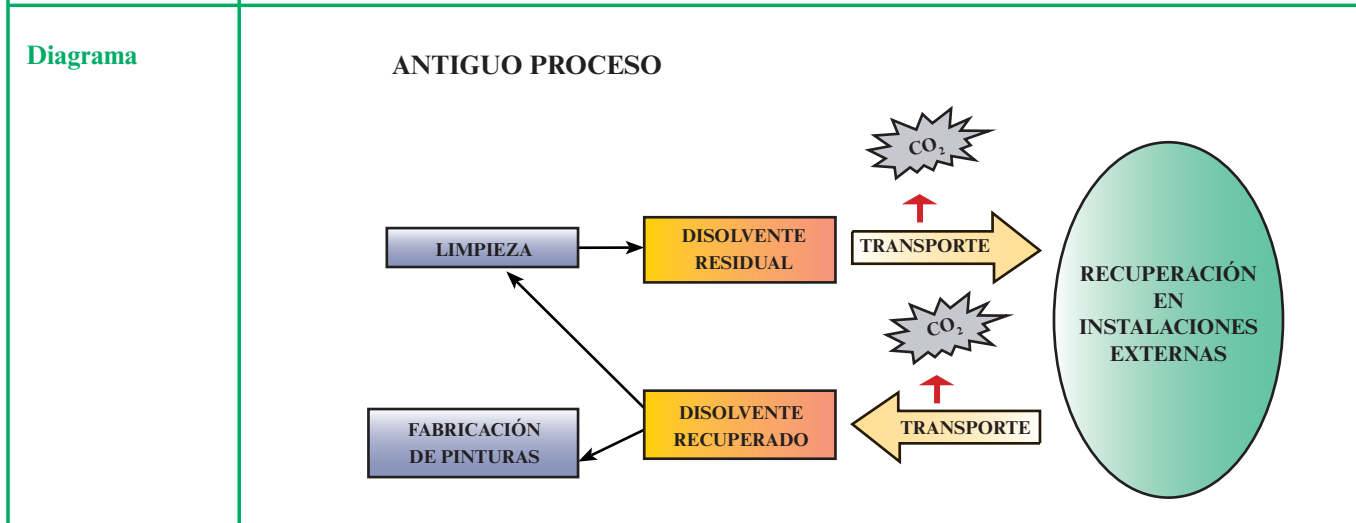 Diagrama
ANTIGUO PROCESO
CO₂
LIMPIEZA
DISOLVENTE
RESIDUAL
TRANSPORTE
RECUPERACIÓN
EN
INSTALACIONES
EXTERNAS
CO₂
FABRICACIÓN
DE PINTURAS
DISOLVENTE
RECUPERADO
TRANSPORTE